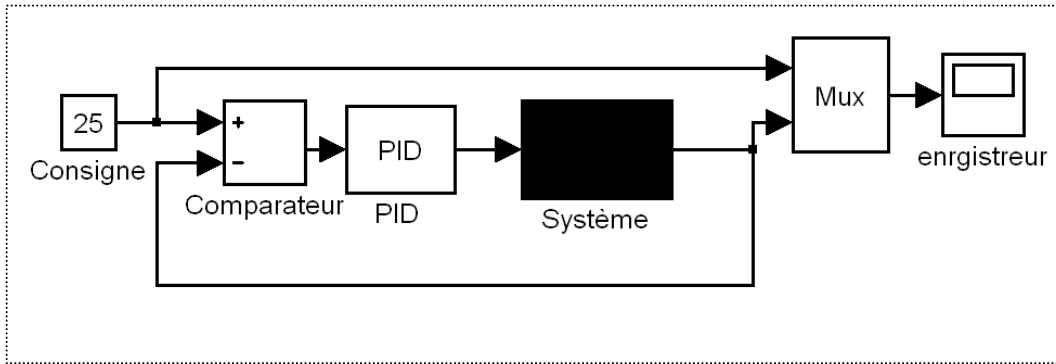 25
Consigne
+
−
Comparateur
PID
PID
Système
Mux
enrgistreur